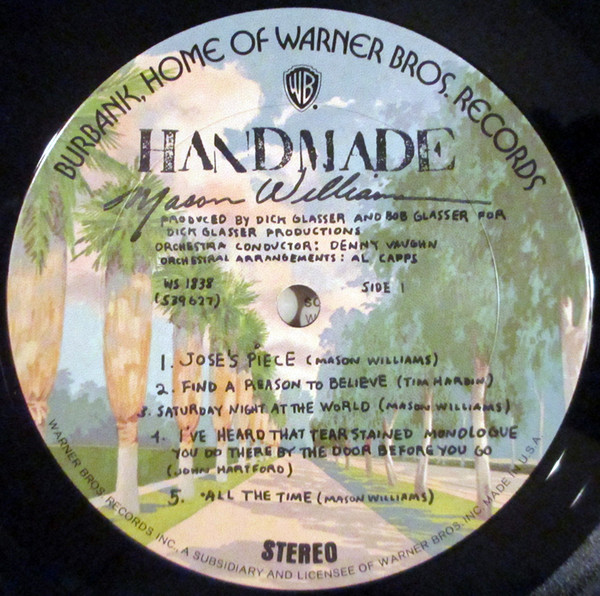 BURBANK, HOME OF WARNER BROS. RECORDS
WB.
HANDMADE
Mason Williams
PRODUCED BY DICK GLASSER AND BOB GLASSER FOR
DICK GLASSER PRODUCTIONS
ORCHESTRA CONDUCTOR: DENNY VAUGHN
ORCHESTRAL ARRANGEMENTS: AL CAPPS
WS 1838
(S39627)
SIDE 1
1. JOSE'S PIECE (MASON WILLIAMS)
2. FIND A REASON TO BELIEVE (TIM HARDIN)
3. SATURDAY NIGHT AT THE WORLD (MASON WILLIAMS)
4. I'VE HEARD THAT TEAR STAINED MONOLOGUE
YOU DO THERE BY THE DOOR BEFORE YOU GO
(JOHN HARTFORD)
5. ALL THE TIME (MASON WILLIAMS)
STEREO
WARNER BROS. RECORDS INC., A SUBSIDIARY AND LICENSEE OF WARNER BROS. INC. MADE IN U.S.A